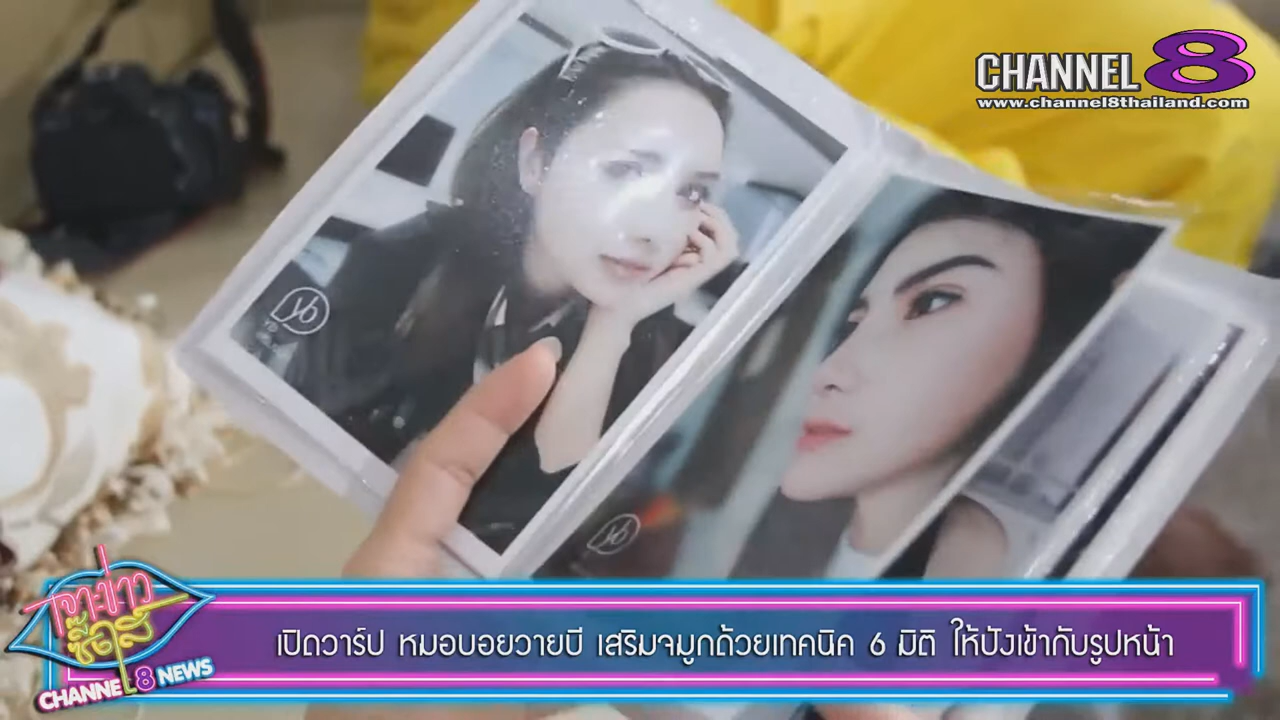 CHANNEL 8
www.channel8thailand.com
yb
yb
เจาะข่าว
ซื้อสี
CHANNEL 8 NEWS
เปิดวาร์ป หมอบอยวายบี เสริมจมูกด้วยเทคนิค 6 มิติ ให้ปังเข้ากับรูปหน้า